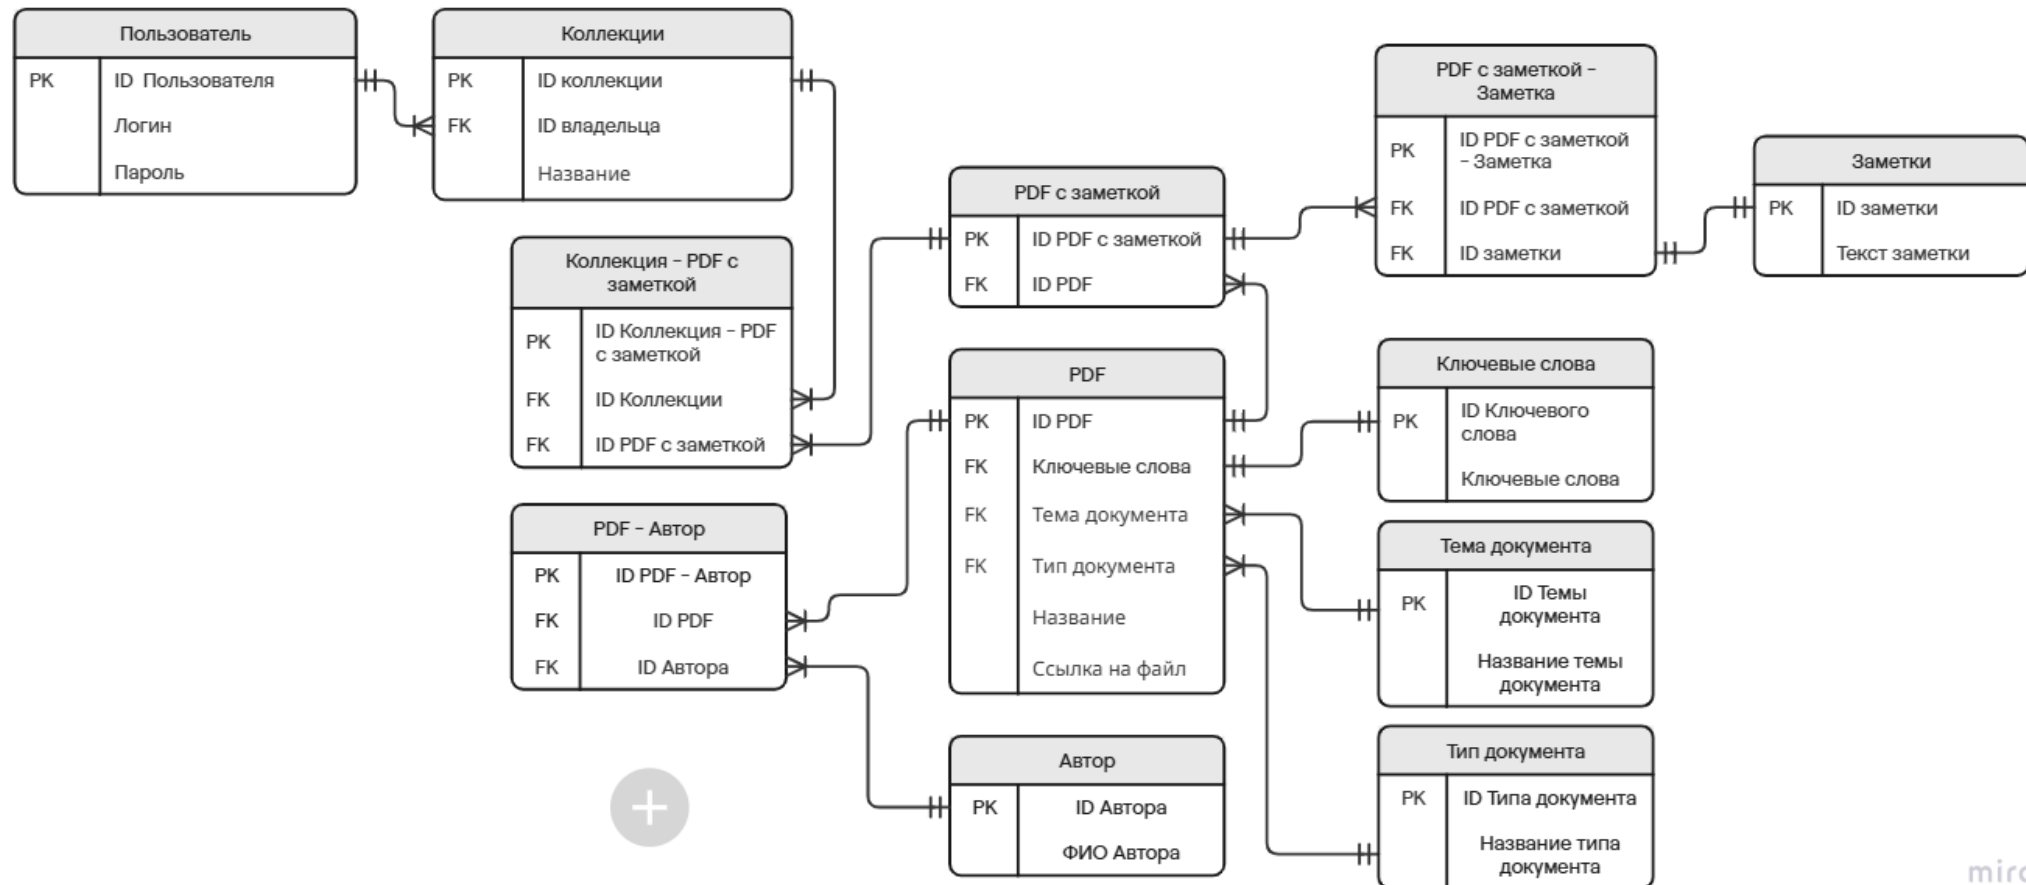 Пользователь
PK ID Пользователя
Логин
Пароль
Коллекции
PK ID коллекции
FK ID владельца
Название
Коллекция - PDF с
заметкой
PK ID Коллекция - PDF
с заметкой
FK ID Коллекции
FK ID PDF с заметкой
PDF - Автор
PK ID PDF - Автор
FK ID PDF
FK ID Автора
PDF с заметкой
PK ID PDF с заметкой
FK ID PDF
PDF
PK ID PDF
FK Ключевые слова
FK Тема документа
FK Тип документа
Название
Ссылка на файл
Автор
PK ID Автора
ФИО Автора
PDF с заметкой -
Заметка
PK ID PDF с заметкой
- Заметка
FK ID PDF с заметкой
FK ID заметки
Заметки
PK ID заметки
Текст заметки
Ключевые слова
PK ID Ключевого
слова
Ключевые слова
Тема документа
PK ID Темы
документа
Название темы
документа
Тип документа
PK ID Типа документа
Название типа
документа